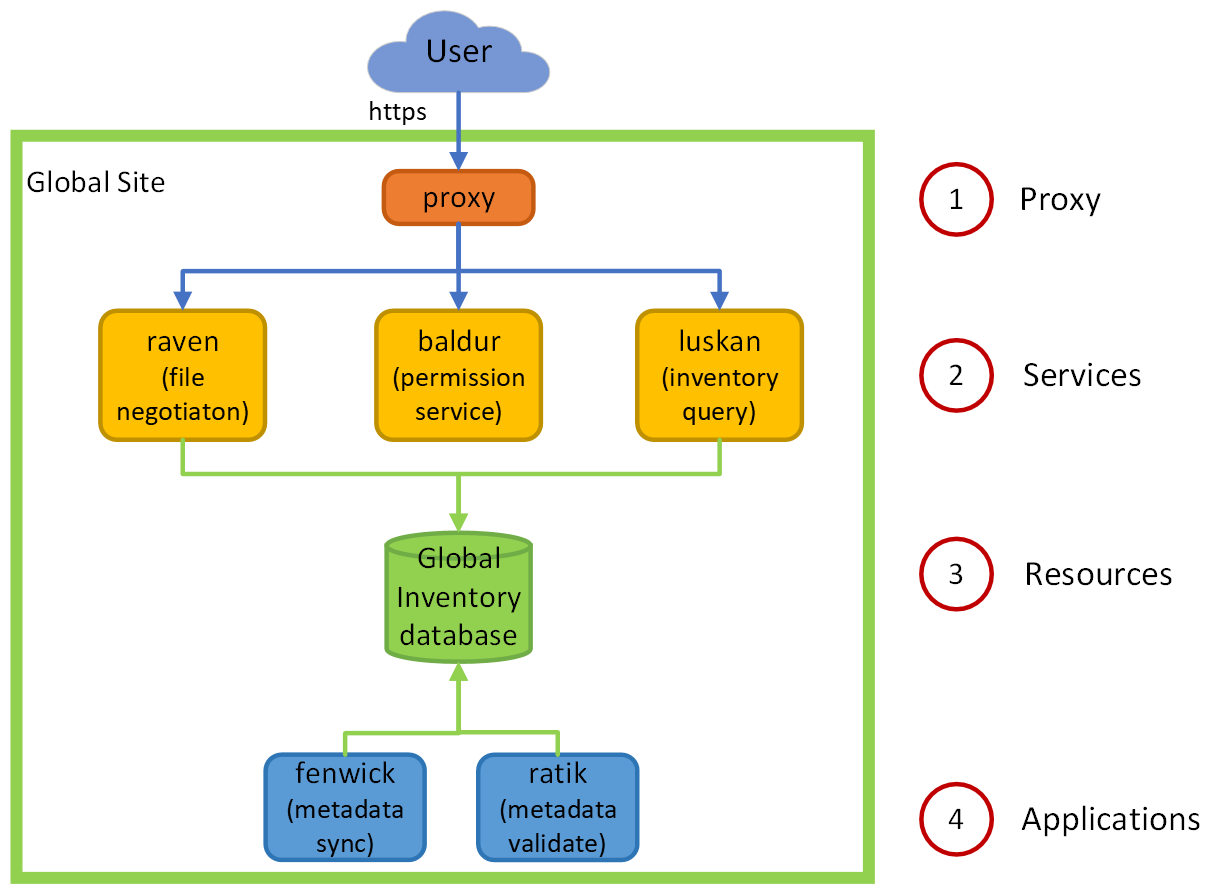 User
https
Global Site
proxy
1 Proxy
raven
(file
negotiaton)
baldur
(permission
service)
luskan
(inventory
query)
2 Services
Global
Inventory
database
3 Resources
fenwick
(metadata
sync)
ratik
(metadata
validate)
4 Applications